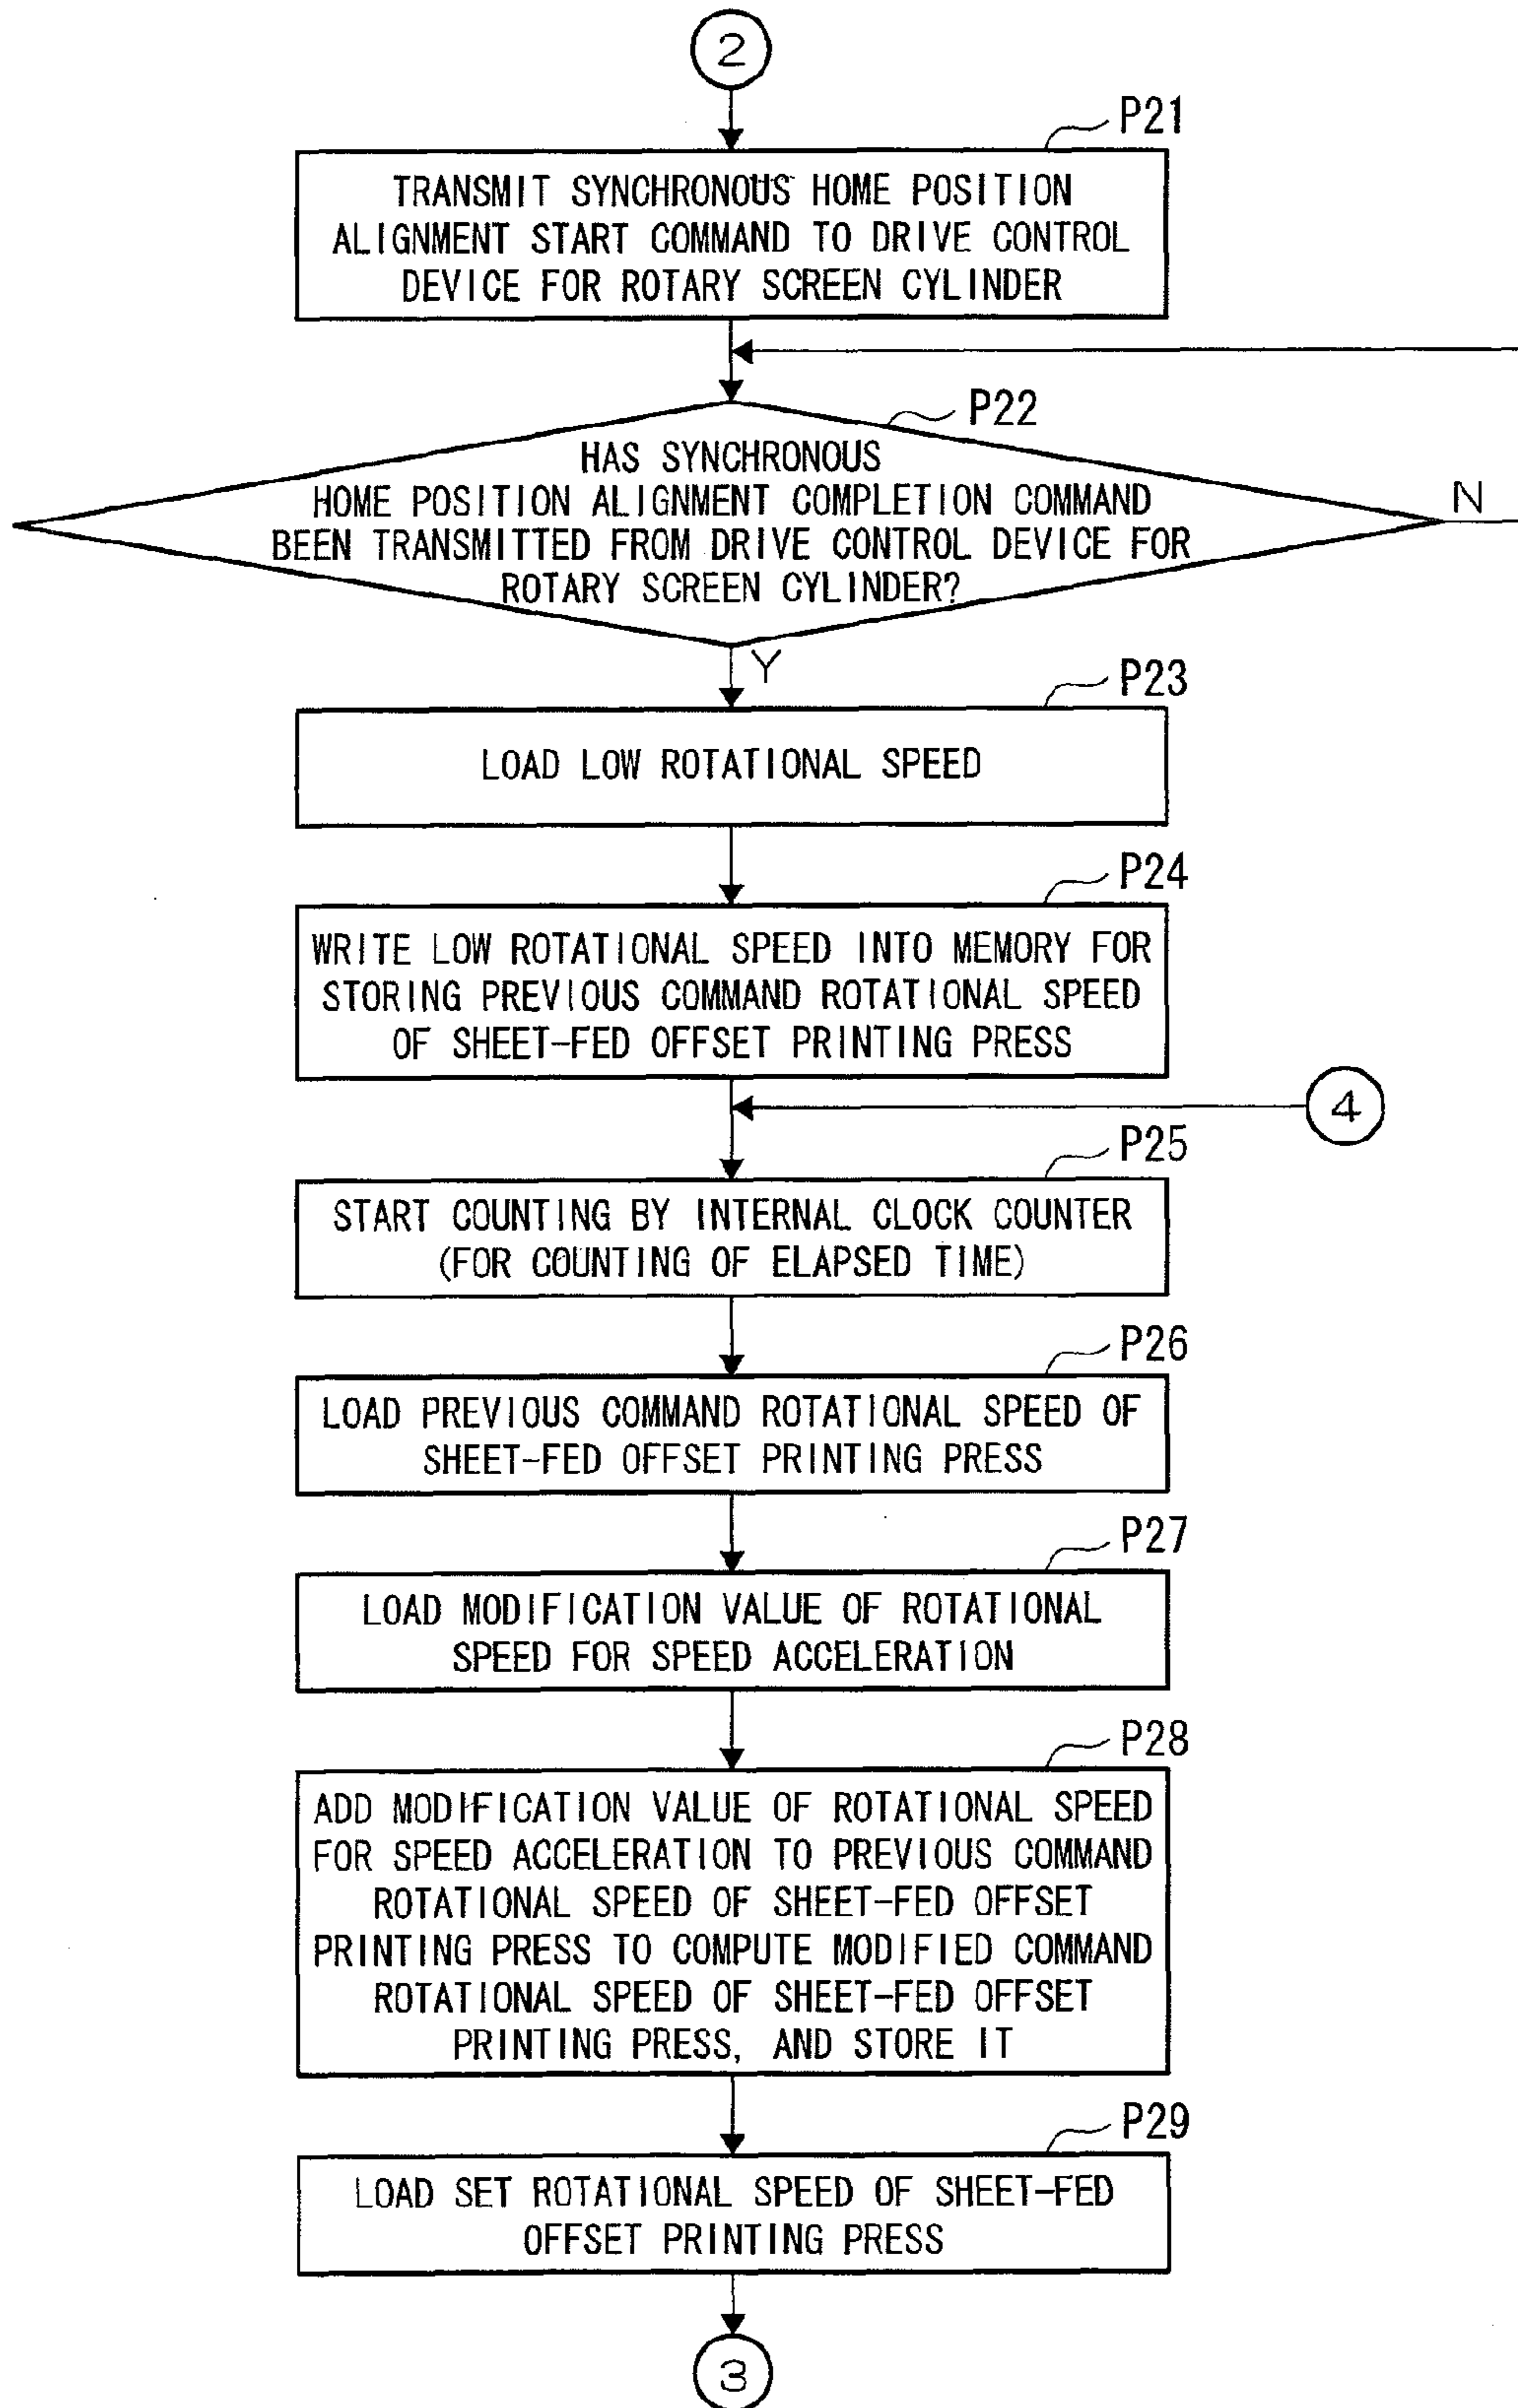 2
P21
TRANSMIT SYNCHRONOUS HOME POSITION
ALIGNMENT START COMMAND TO DRIVE CONTROL
DEVICE FOR ROTARY SCREEN CYLINDER
P22
HAS SYNCHRONOUS
HOME POSITION ALIGNMENT COMPLETION COMMAND
BEEN TRANSMITTED FROM DRIVE CONTROL DEVICE FOR
ROTARY SCREEN CYLINDER?
N
Y
P23
LOAD LOW ROTATIONAL SPEED
P24
WRITE LOW ROTATIONAL SPEED INTO MEMORY FOR
STORING PREVIOUS COMMAND ROTATIONAL SPEED
OF SHEET-FED OFFSET PRINTING PRESS
4
P25
START COUNTING BY INTERNAL CLOCK COUNTER
(FOR COUNTING OF ELAPSED TIME)
P26
LOAD PREVIOUS COMMAND ROTATIONAL SPEED OF
SHEET-FED OFFSET PRINTING PRESS
P27
LOAD MODIFICATION VALUE OF ROTATIONAL
SPEED FOR SPEED ACCELERATION
P28
ADD MODIFICATION VALUE OF ROTATIONAL SPEED
FOR SPEED ACCELERATION TO PREVIOUS COMMAND
ROTATIONAL SPEED OF SHEET-FED OFFSET
PRINTING PRESS TO COMPUTE MODIFIED COMMAND
ROTATIONAL SPEED OF SHEET-FED OFFSET
PRINTING PRESS, AND STORE IT
P29
LOAD SET ROTATIONAL SPEED OF SHEET-FED
OFFSET PRINTING PRESS
3